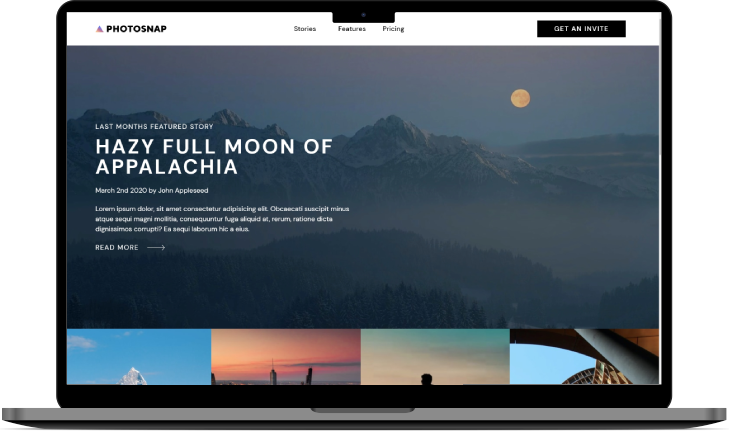 PHOTOSNAP
Stories Features Pricing
GET AN INVITE
LAST MONTHS FEATURED STORY
HAZY FULL MOON OF
APPALACHIA
March 2nd 2020 by John Appleseed
Lorem ipsum dolor, sit amet consectetur adipisicing elit. Obcaecati suscipit minus
atque sequi magni mollitia, consequuntur fuga aliquid at, rerum, ratione dicta
dignissimos corrupti? Ea sequi laborum hic a eius.
READ MORE